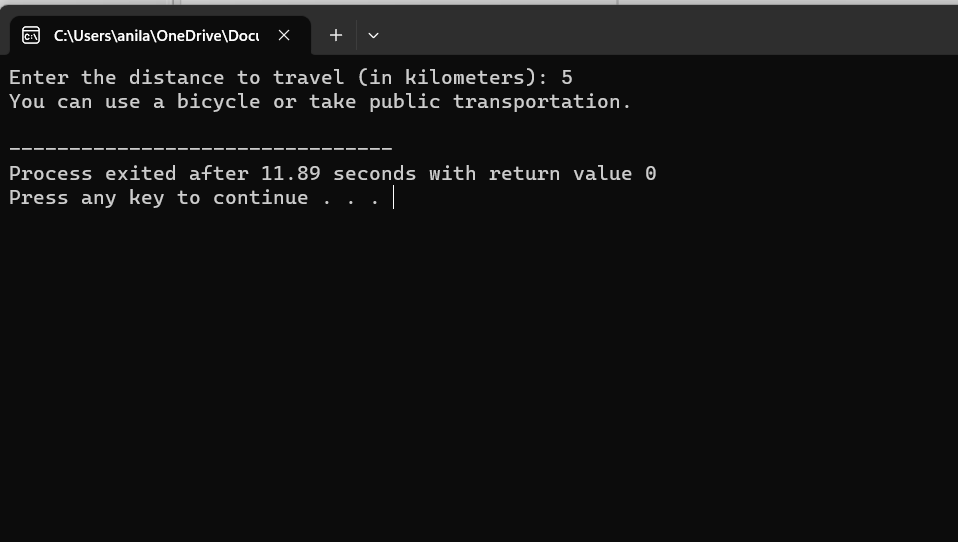 C:\Users\anila\OneDrive\Docu
Enter the distance to travel (in kilometers): 5
You can use a bicycle or take public transportation.
--------------------------------
Process exited after 11.89 seconds with return value 0
Press any key to continue . . .